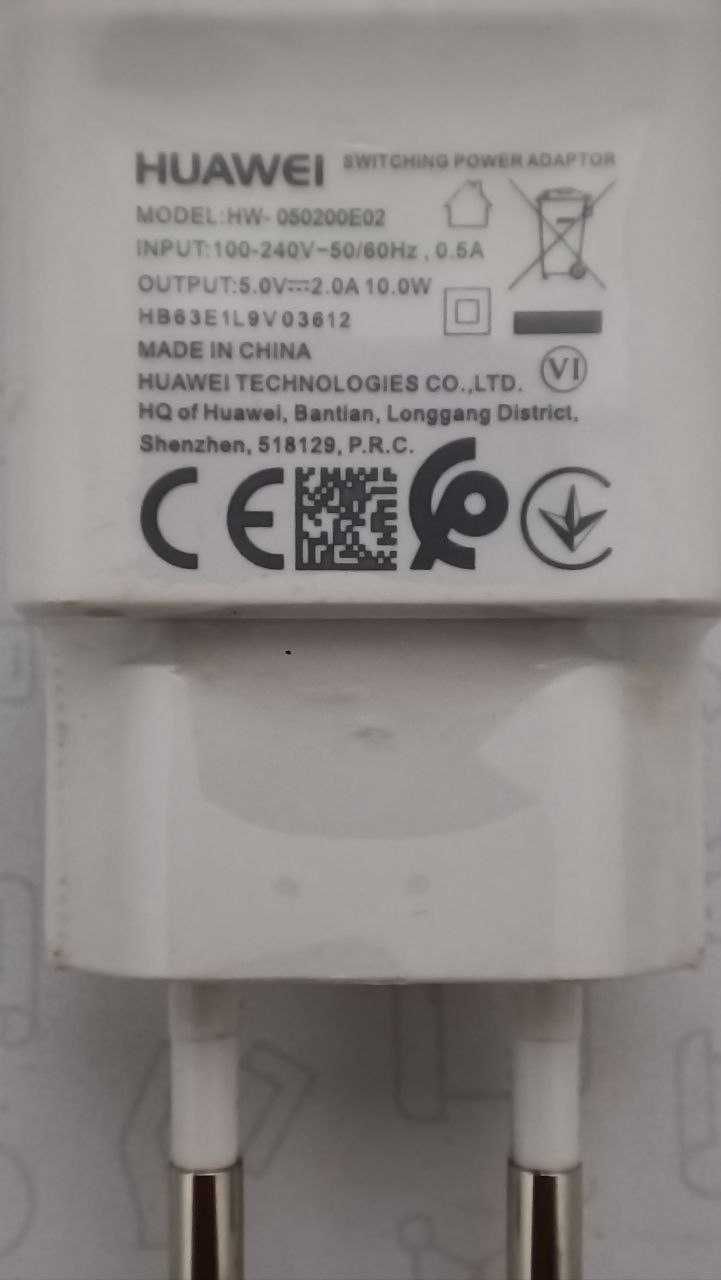 HUAWEI SWITCHING POWER ADAPTOR
MODEL:HW- 050200E02
INPUT:100-240V~50/60Hz , 0.5A
OUTPUT:5.0V⎓2.0A 10.0W
HB63E1L9V03612
MADE IN CHINA
VI
HUAWEI TECHNOLOGIES CO.,LTD.
HQ of Huawei, Bantian, Longgang District,
Shenzhen, 518129, P.R.C.
CE